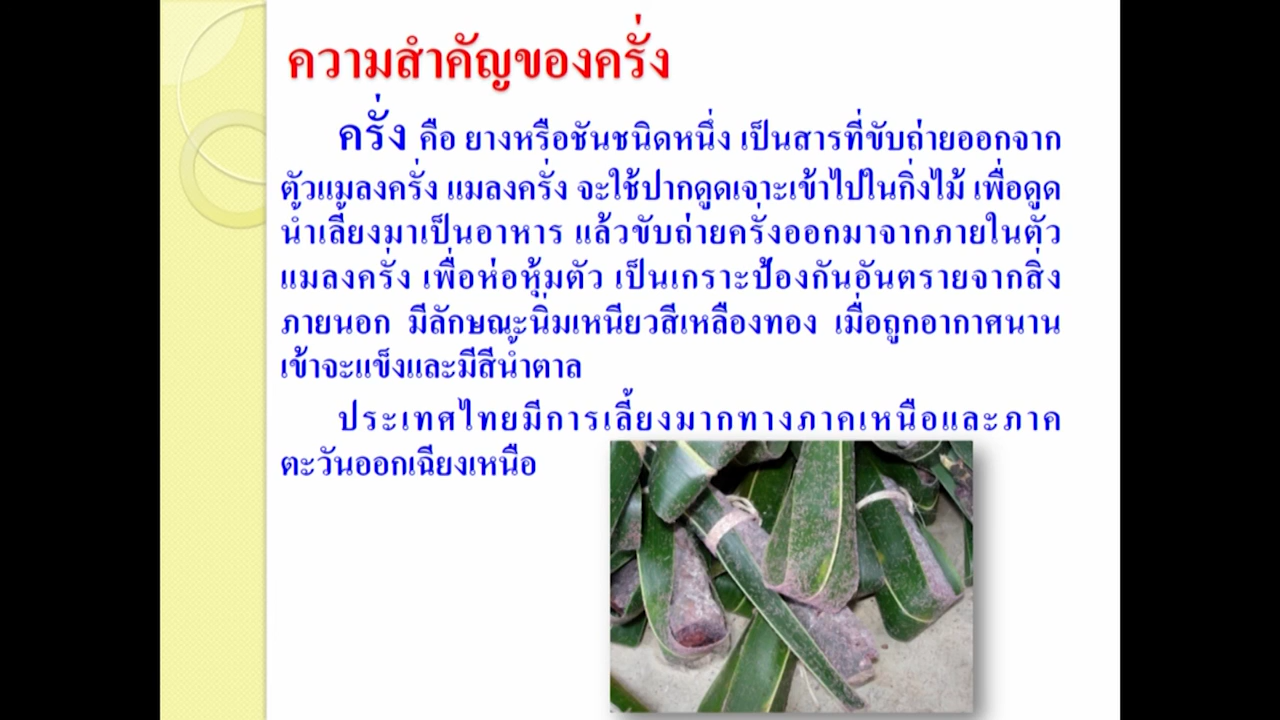 ความสำคัญของครั่ง
ครั่ง คือ ยางหรือชันชนิดหนึ่ง เป็นสารที่ขับถ่ายออกจาก
ตัวแมลงครั่ง แมลงครั่ง จะใช้ปากดูดเจาะเข้าไปในกิ่งไม้ เพื่อดูด
น้ำเลี้ยงมาเป็นอาหาร แล้วขับถ่ายครั่งออกมาจากภายในตัว
แมลงครั่ง เพื่อห่อหุ้มตัว เป็นเกราะป้องกันอันตรายจากสิ่ง
ภายนอก มีลักษณะนิ่มเหนียวสีเหลืองทอง เมื่อถูกอากาศนาน
เข้าจะแข็งและมีสีน้ำตาล
ประเทศไทยมีการเลี้ยงมากทางภาคเหนือและภาค
ตะวันออกเฉียงเหนือ